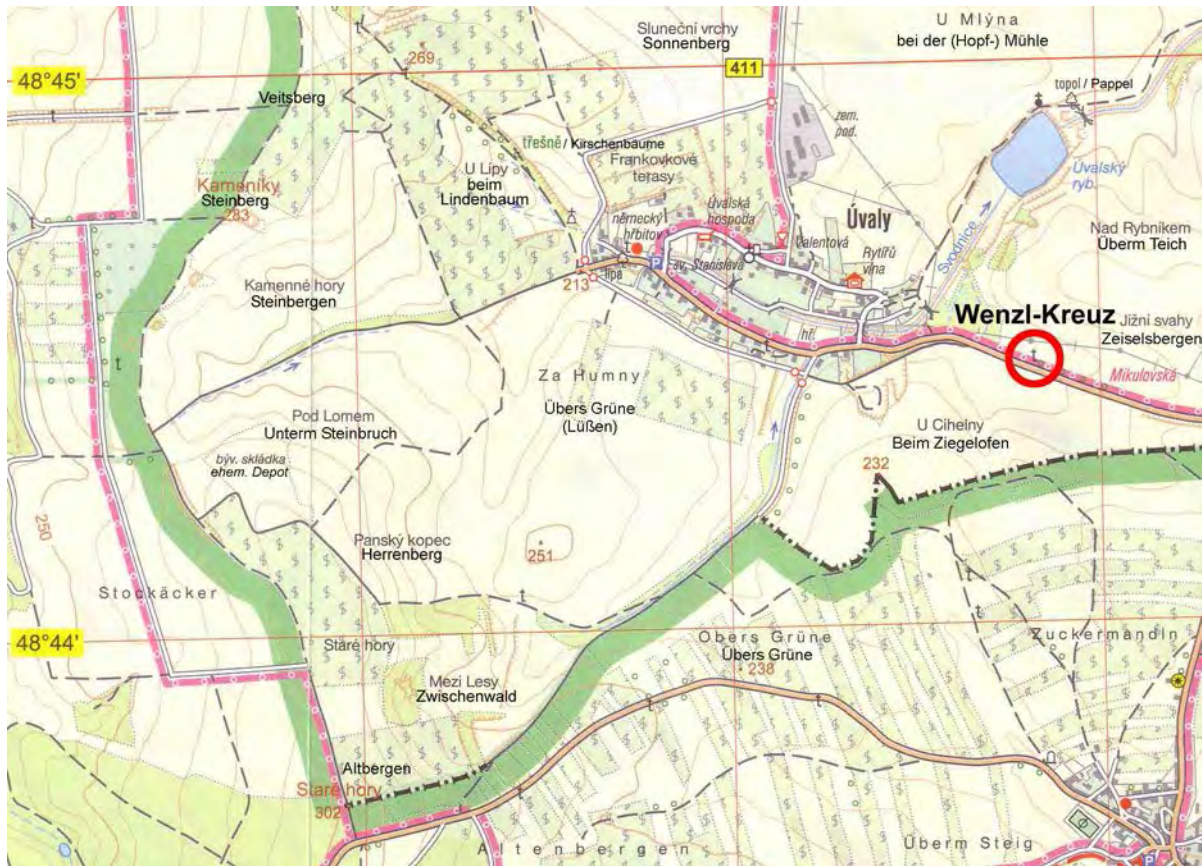 Sluneční vrchy
Sonnenberg
U Mlýna
bei der (Hopf-) Mühle
269
48°45'
411
topol / Pappel
Veitsberg
zem.
pod.
třešně / Kirschenbäume
Frankovkové
terasy
U Lípy
beim
Lindenbaum
Úvalský
ryb.
Kameníky
Steinberg
283
německý
hřbitov
Úvalská
hospoda
Úvaly
Valentová
Rytířů
vína
Svodnice
Nad Rybníkem
Überm Teich
sv. Stanislava
P
lípa
213
Kamenné hory
Steinbergen
Wenzl-Kreuz
Jižní svahy
Zeiselsbergen
hř.
Mikulovská
Za Humny
Übers Grüne
(Lüßen)
Pod Lomem
Unterm Steinbruch
U Cihelny
Beim Ziegelofen
býv. skládka
ehem. Depot
232
250
Panský kopec
Herrenberg
251
Stockäcker
48°44'
Staré hory
Obers Grüne
Übers Grüne
238
Zuckermandin
Mezi Lesy
Zwischenwald
Altbergen
Staré hory
302
Altenbergen
Überm Steig
P